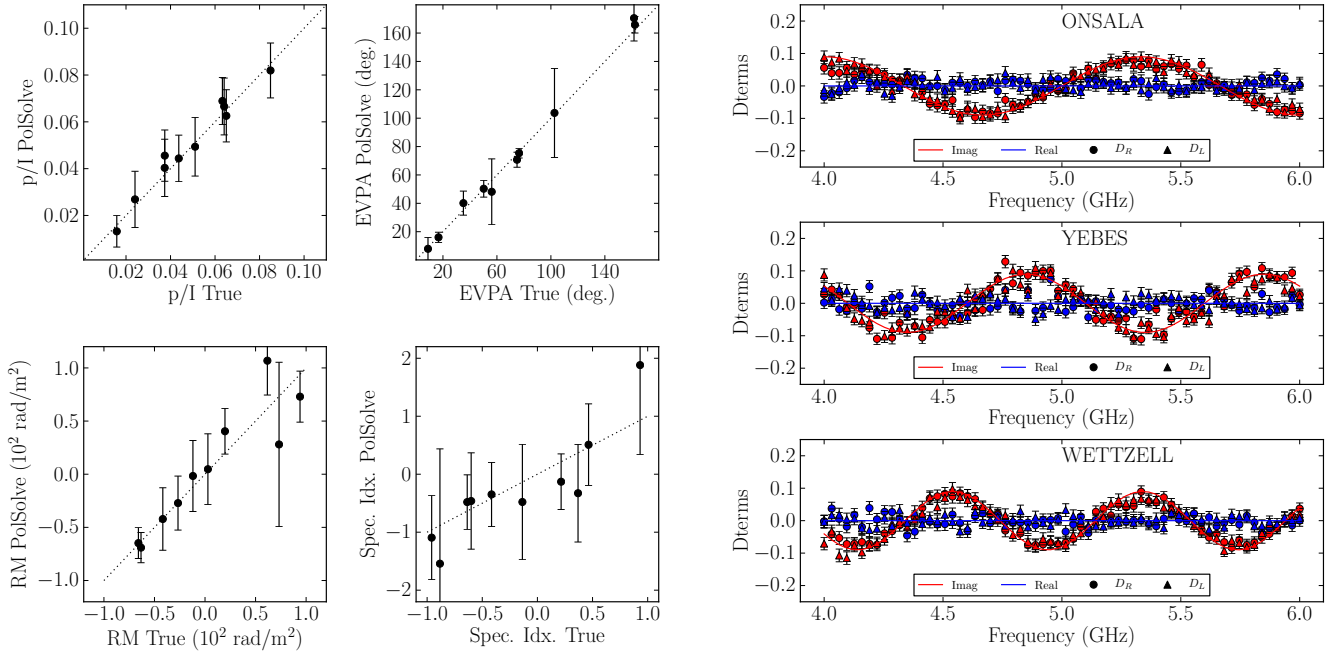 0.10
0.08
0.06
0.04
0.02
p/I PolSolve
0.02 0.04 0.06 0.08 0.10
p/I True
160
140
120
100
80
60
40
20
EVPA PolSolve (deg.)
20 60 100 140
EVPA True (deg.)
1.0
0.5
0.0
−0.5
−1.0
RM PolSolve (10² rad/m²)
−1.0 −0.5 0.0 0.5 1.0
RM True (10² rad/m²)
2
1
0
−1
−2
Spec. Idx. PolSolve
−1.0 −0.5 0.0 0.5 1.0
Spec. Idx. True
ONSALA
0.2
0.1
0.0
−0.1
−0.2
Dterms
Imag Real D_R D_L
4.0 4.5 5.0 5.5 6.0
Frequency (GHz)
YEBES
0.2
0.1
0.0
−0.1
−0.2
Dterms
Imag Real D_R D_L
4.0 4.5 5.0 5.5 6.0
Frequency (GHz)
WETTZELL
0.2
0.1
0.0
−0.1
−0.2
Dterms
Imag Real D_R D_L
4.0 4.5 5.0 5.5 6.0
Frequency (GHz)